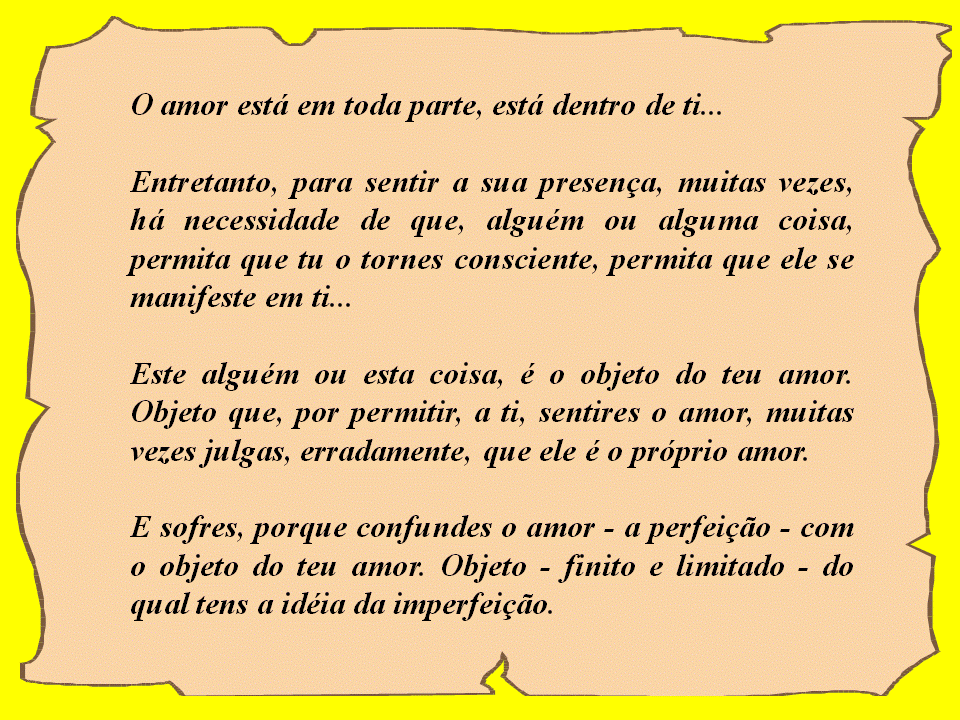 O amor está em toda parte, está dentro de ti...
Entretanto, para sentir a sua presença, muitas vezes,
há necessidade de que, alguém ou alguma coisa,
permita que tu o tornes consciente, permita que ele se
manifeste em ti...
Este alguém ou esta coisa, é o objeto do teu amor.
Objeto que, por permitir, a ti, sentires o amor, muitas
vezes julgas, erradamente, que ele é o próprio amor.
E sofres, porque confundes o amor - a perfeição - com
o objeto do teu amor. Objeto - finito e limitado - do
qual tens a idéia da imperfeição.